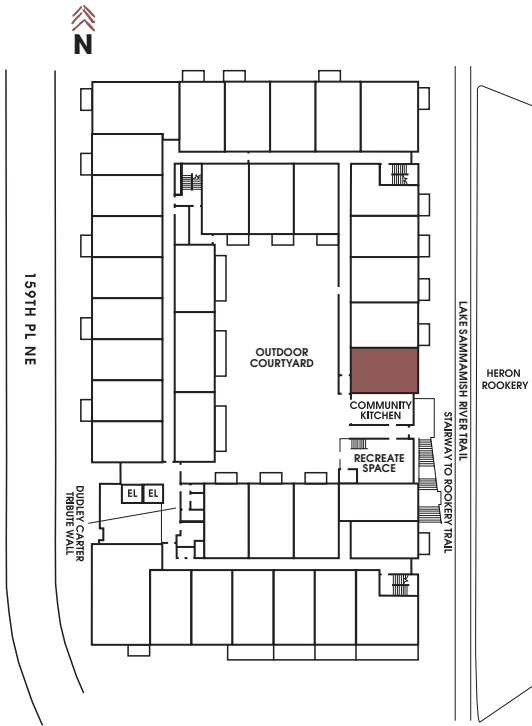 N
159TH PL NE
OUTDOOR
COURTYARD
LAKE SAMMAMISH RIVER TRAIL
HERON
ROOKERY
COMMUNITY
KITCHEN
STAIRWAY TO ROOKERY TRAIL
RECREATE
SPACE
EL EL
DUDLEY CARTER
TRIBUTE WALL